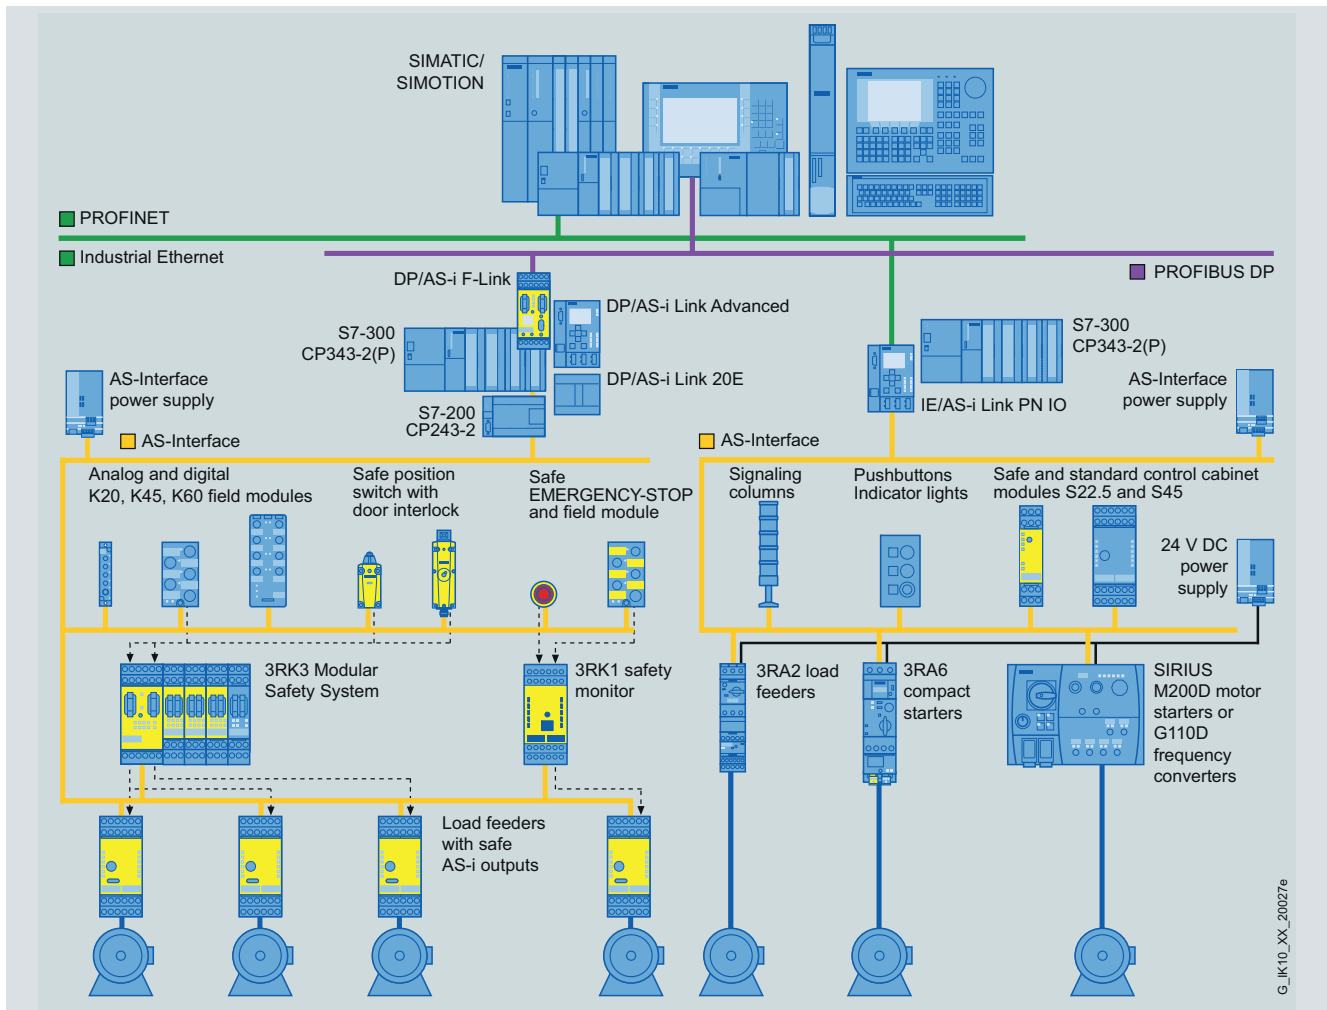 SIMATIC/
SIMOTION
PROFINET
Industrial Ethernet
PROFIBUS DP
DP/AS-i F-Link
DP/AS-i Link Advanced
S7-300
CP343-2(P)
DP/AS-i Link 20E
S7-200
CP243-2
S7-300
CP343-2(P)
IE/AS-i Link PN IO
AS-Interface
power supply
AS-Interface
power supply
AS-Interface
AS-Interface
Analog and digital
K20, K45, K60 field modules
Safe position
switch with
door interlock
Safe
EMERGENCY-STOP
and field module
Signaling
columns
Pushbuttons
Indicator lights
Safe and standard control cabinet
modules S22.5 and S45
24 V DC
power
supply
3RK3 Modular
Safety System
3RK1 safety
monitor
3RA2 load
feeders
3RA6
compact
starters
SIRIUS
M200D motor
starters or
G110D
frequency
converters
Load feeders
with safe
AS-i outputs
G_IK10_XX_20027e